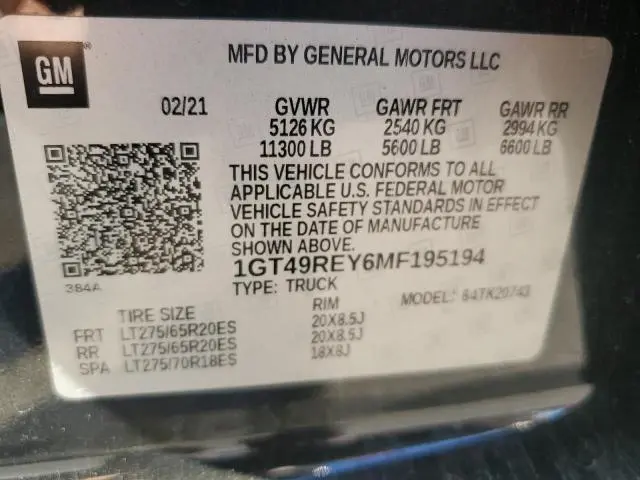 GM
MFD BY GENERAL MOTORS LLC
02/21 GVWR GAWR FRT GAWR RR
5126 KG 2540 KG 2994 KG
11300 LB 5600 LB 6600 LB
THIS VEHICLE CONFORMS TO ALL
APPLICABLE U.S. FEDERAL MOTOR
VEHICLE SAFETY STANDARDS IN EFFECT
ON THE DATE OF MANUFACTURE
SHOWN ABOVE.
384A
1GT49REY6MF195194
TYPE: TRUCK MODEL:
TIRE SIZE RIM
FRT LT275/65R20ES 20X8.5J
RR LT275/65R20ES 20X8.5J
SPA LT275/70R18ES 18X8J